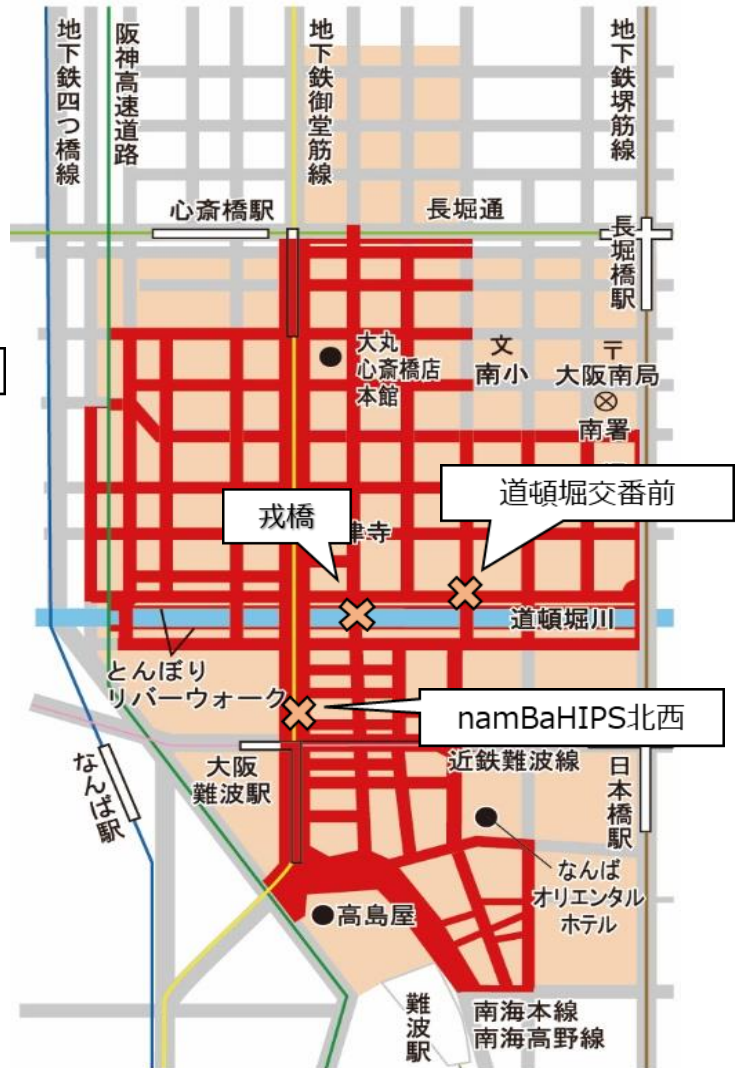 地下鉄四つ橋線
阪神高速道路
地下鉄御堂筋線
地下鉄堺筋線
心斎橋駅
長堀通
長堀橋駅
大丸
心斎橋店
本館
文
南小
〒
大阪南局
南署
道頓堀交番前
戎橋
津寺
道頓堀川
とんぼり
リバーウォーク
namBaHIPS北西
近鉄難波線
大阪
難波駅
なんば駅
日本橋駅
なんば
オリエンタル
ホテル
高島屋
難波駅
南海本線
南海高野線